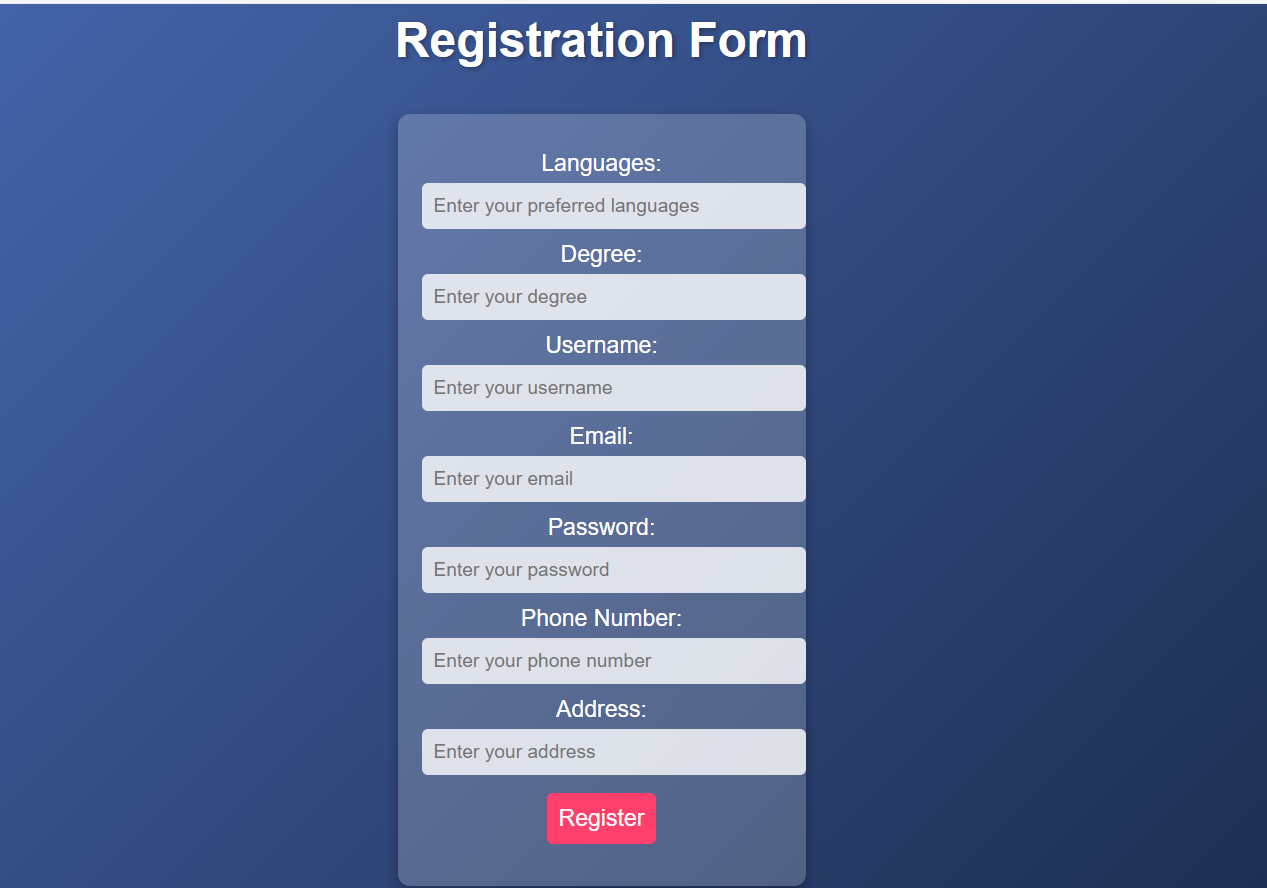 Registration Form
Languages:
Enter your preferred languages
Degree:
Enter your degree
Username:
Enter your username
Email:
Enter your email
Password:
Enter your password
Phone Number:
Enter your phone number
Address:
Enter your address
Register